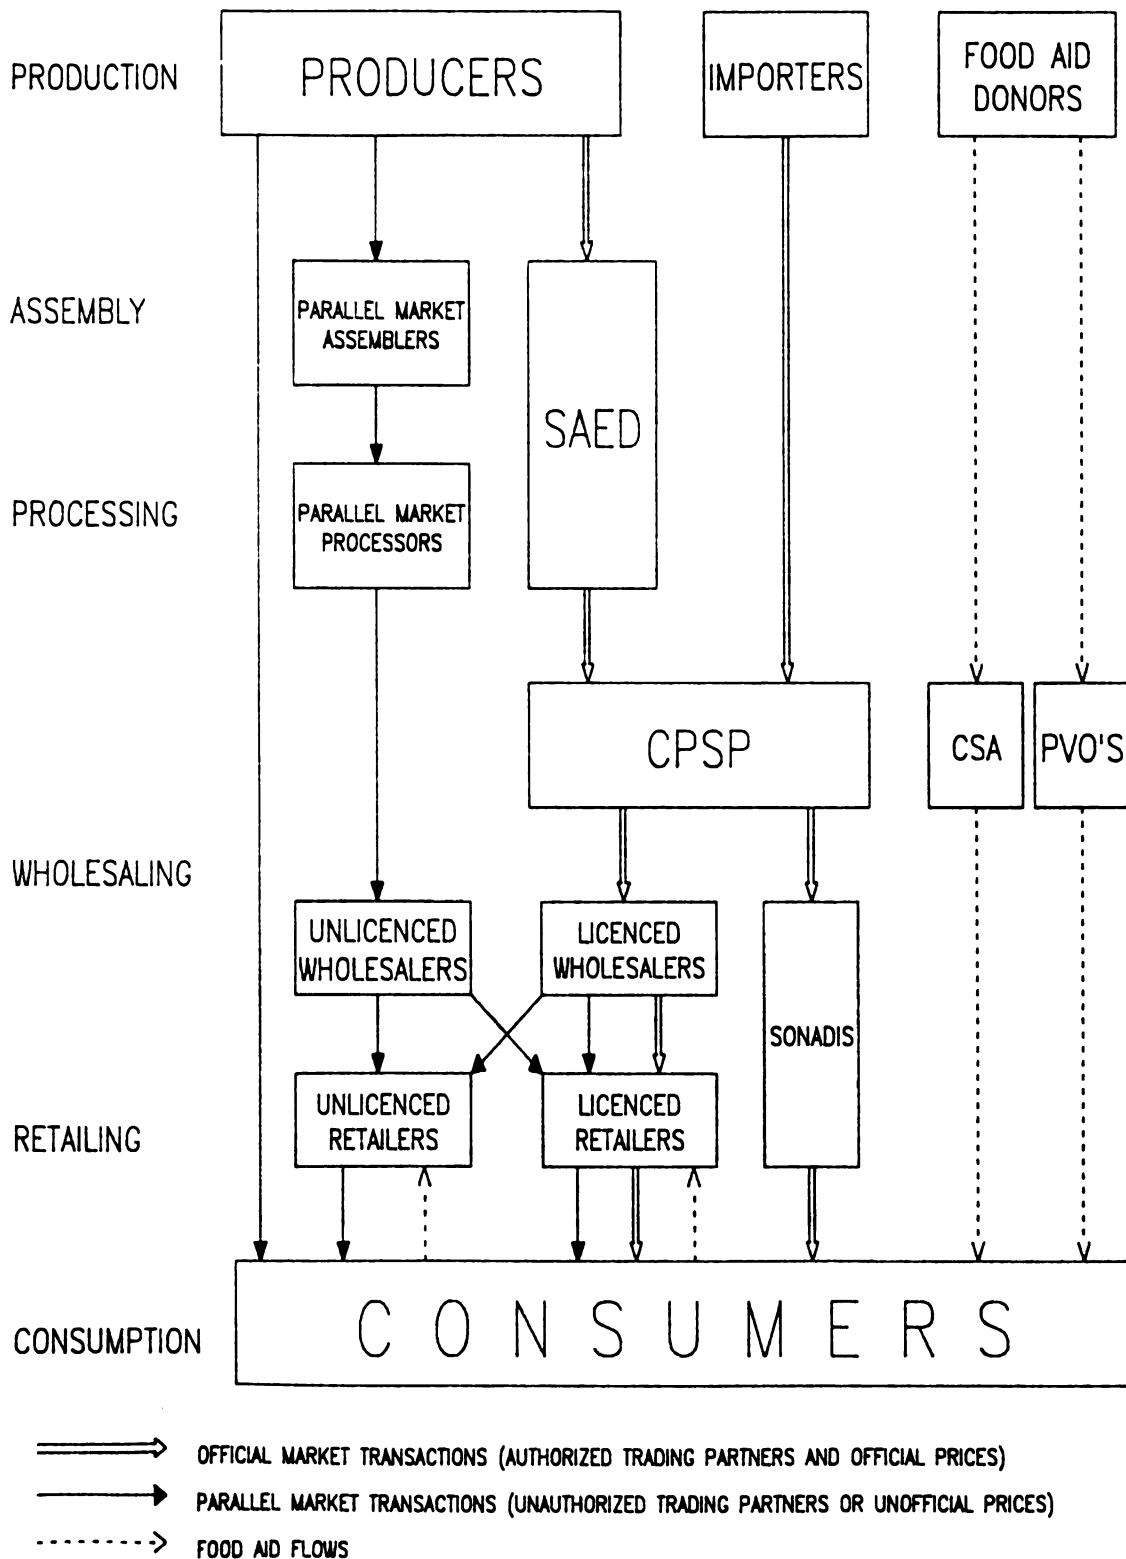 PRODUCTION
PRODUCERS
IMPORTERS
FOOD AID
DONORS
ASSEMBLY
PARALLEL MARKET
ASSEMBLERS
SAED
PROCESSING
PARALLEL MARKET
PROCESSORS
CPSP
CSA
PVO'S
WHOLESALING
UNLICENCED
WHOLESALERS
LICENCED
WHOLESALERS
SONADIS
RETAILING
UNLICENCED
RETAILERS
LICENCED
RETAILERS
CONSUMPTION
CONSUMERS
OFFICIAL MARKET TRANSACTIONS (AUTHORIZED TRADING PARTNERS AND OFFICIAL PRICES)
PARALLEL MARKET TRANSACTIONS (UNAUTHORIZED TRADING PARTNERS OR UNOFFICIAL PRICES)
FOOD AID FLOWS